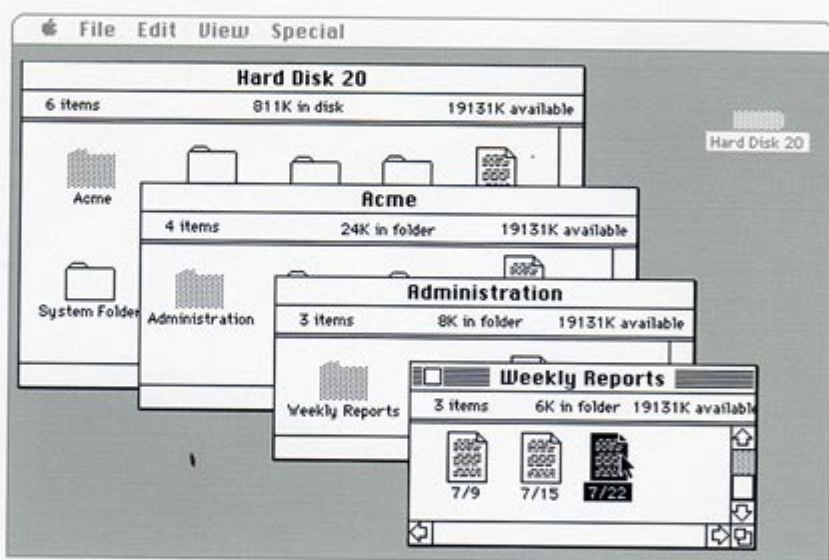 File Edit View Special
Hard Disk 20
6 items 811K in disk 19131K available
Hard Disk 20
Acme
Acme
4 items 24K in folder 19131K available
System Folder
Administration
Administration
3 items 8K in folder 19131K available
Weekly Reports
Weekly Reports
3 items 6K in folder 19131K available
7/9 7/15 7/22